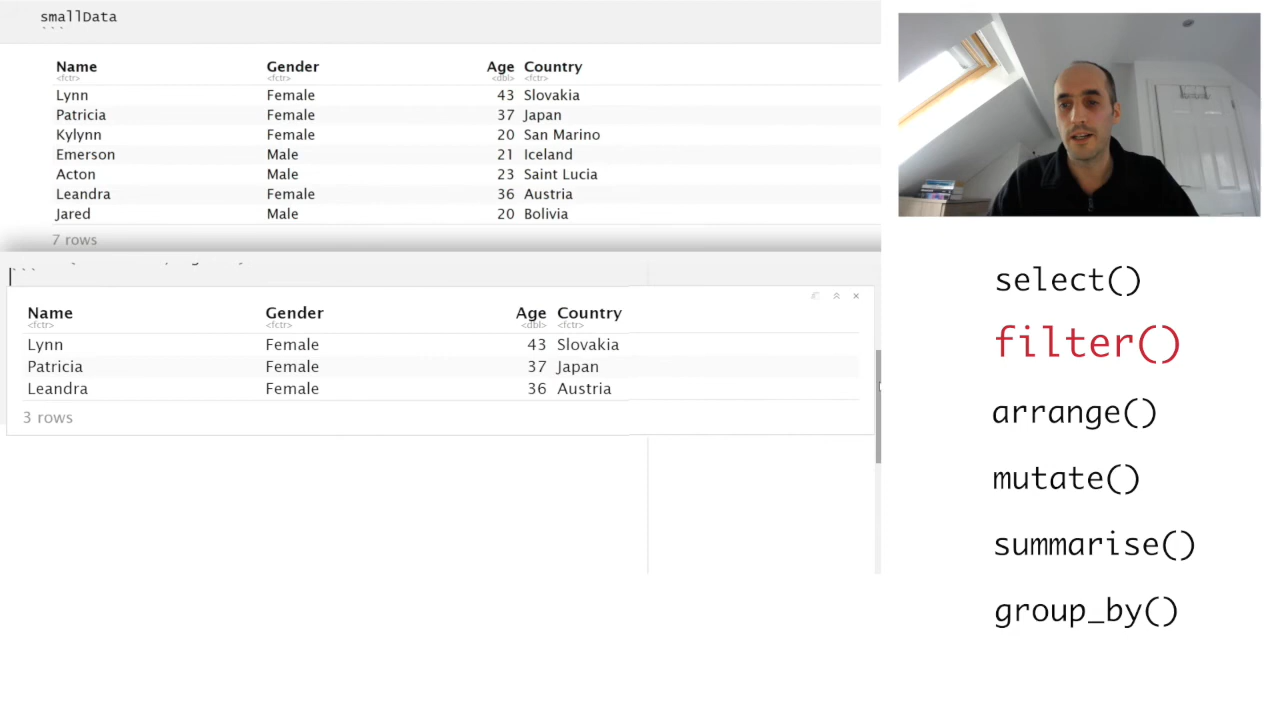 smallData
```
Name Gender Age Country
<fctr> <fctr> <dbl> <fctr>
Lynn Female 43 Slovakia
Patricia Female 37 Japan
Kylynn Female 20 San Marino
Emerson Male 21 Iceland
Acton Male 23 Saint Lucia
Leandra Female 36 Austria
Jared Male 20 Bolivia
7 rows
```
Name Gender Age Country
<fctr> <fctr> <dbl> <fctr>
Lynn Female 43 Slovakia
Patricia Female 37 Japan
Leandra Female 36 Austria
3 rows
select()
filter()
arrange()
mutate()
summarise()
group_by()